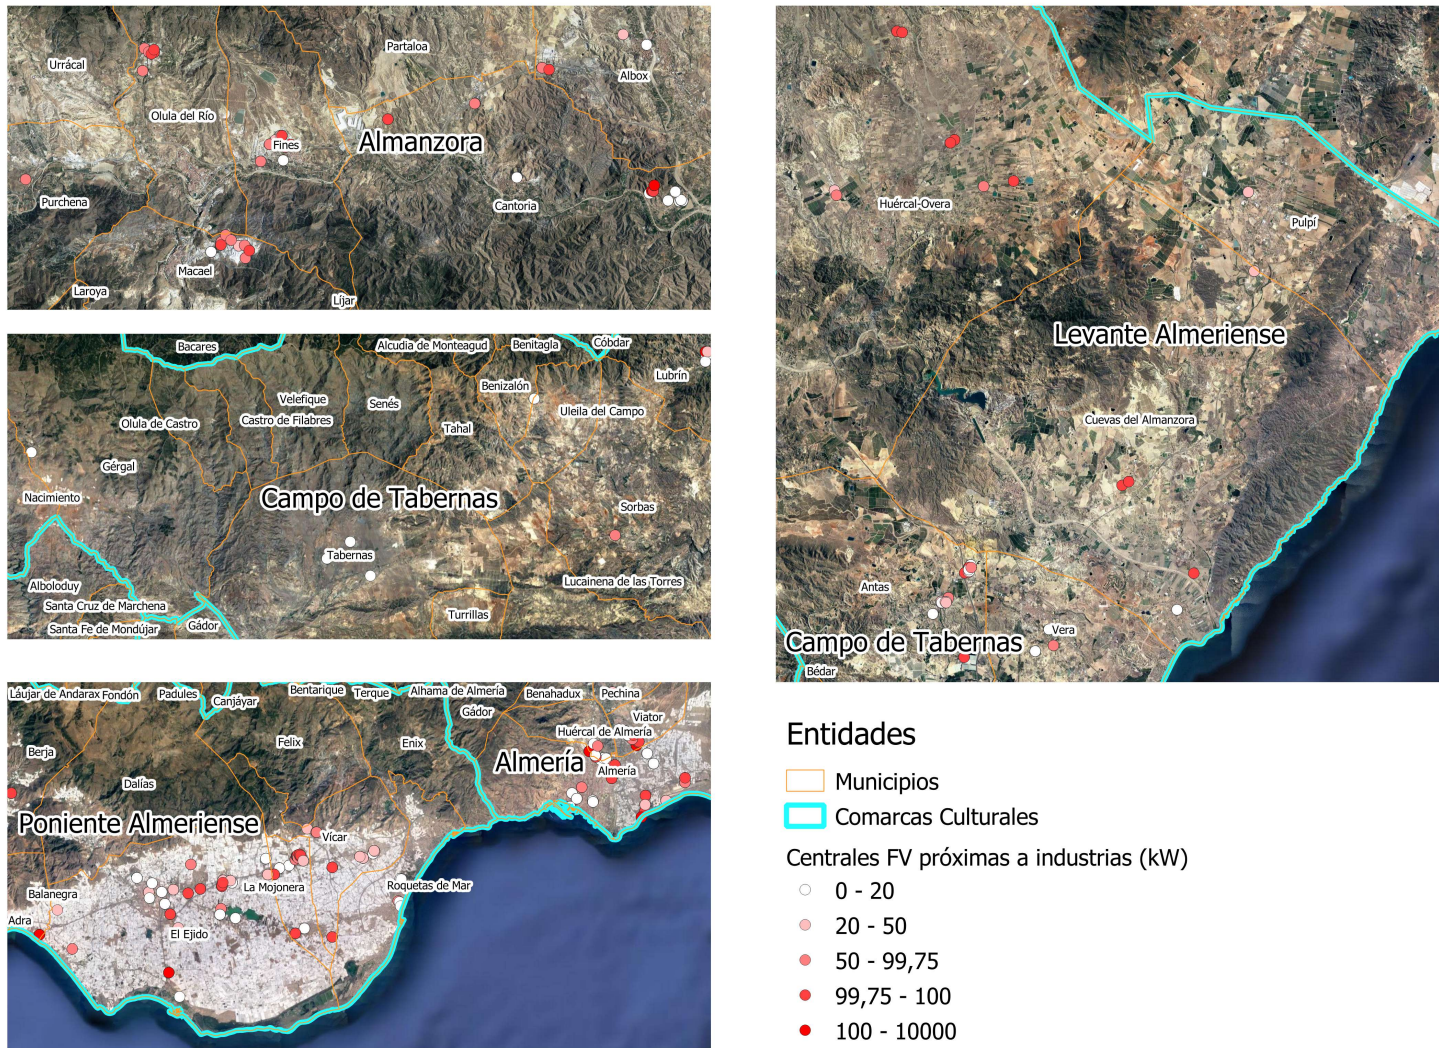 Partaloa
Urrácal
Albox
Olula del Río
Fines
Almanzora
Purchena
Cantoria
Macael
Laroya
Líjar
Bacares
Alcudia de Monteagud
Benitagla
Cóbdar
Lubrín
Benizalón
Velefique
Senés
Uleila del Campo
Olula de Castro
Castro de Filabres
Tahal
Gérgal
Nacimiento
Campo de Tabernas
Sorbas
Tabernas
Alboloduy
Lucainena de las Torres
Santa Cruz de Marchena
Turrillas
Santa Fe de Mondújar
Gádor
Láujar de Andarax
Fondón
Padules
Canjáyar
Bentarique
Terque
Alhama de Almería
Gádor
Benahadux
Pechina
Viator
Huércal de Almería
Berja
Felix
Enix
Almería
Almería
Dalías
Poniente Almeriense
Vícar
Balanegra
La Mojonera
Roquetas de Mar
Adra
El Ejido
Huércal-Overa
Pulpí
Levante Almeriense
Cuevas del Almanzora
Antas
Vera
Campo de Tabernas
Bédar
Entidades
Municipios
Comarcas Culturales
Centrales FV próximas a industrias (kW)
0 - 20
20 - 50
50 - 99,75
99,75 - 100
100 - 10000